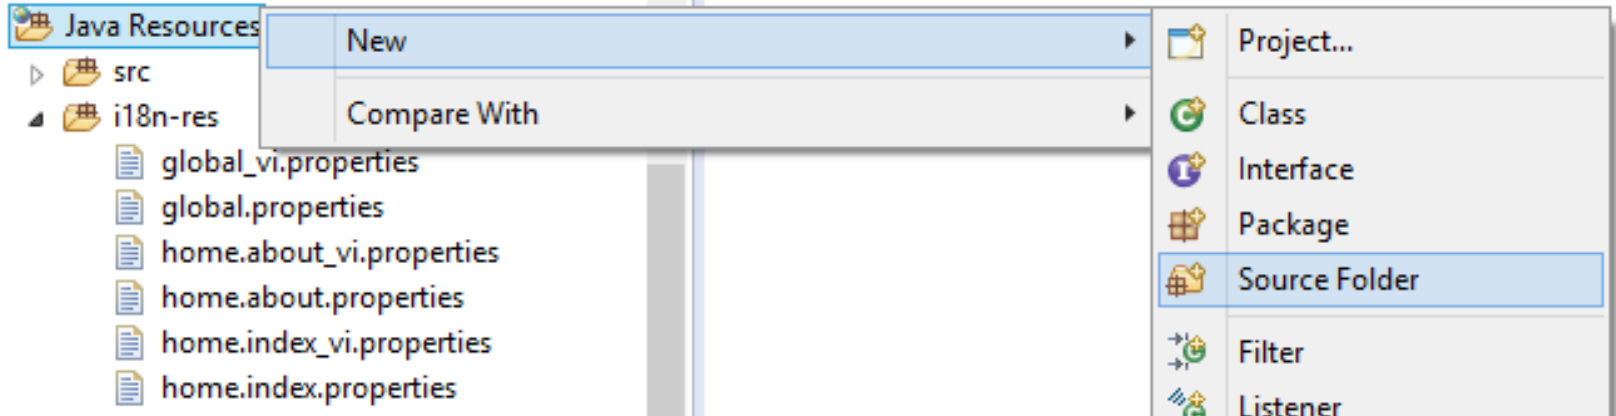 Java Resources
src
i18n-res
global_vi.properties
global.properties
home.about_vi.properties
home.about.properties
home.index_vi.properties
home.index.properties
New
Compare With
Project...
Class
Interface
Package
Source Folder
Filter
Listener